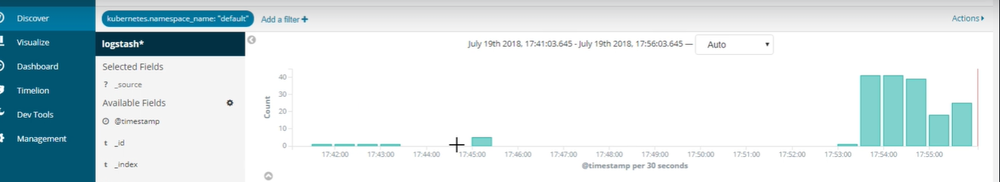 Discover
Visualize
Dashboard
Timelion
Dev Tools
Management
kubernetes.namespace_name: "default"
Add a filter +
Actions
logstash*
Selected Fields
? _source
Available Fields
@timestamp
t _id
t _index
July 19th 2018, 17:41:03.645 - July 19th 2018, 17:56:03.645 —
Auto
Count
40
30
20
10
0
17:42:00 17:43:00 17:44:00 17:45:00 17:46:00 17:47:00 17:48:00 17:49:00 17:50:00 17:51:00 17:52:00 17:53:00 17:54:00 17:55:00
@timestamp per 30 seconds